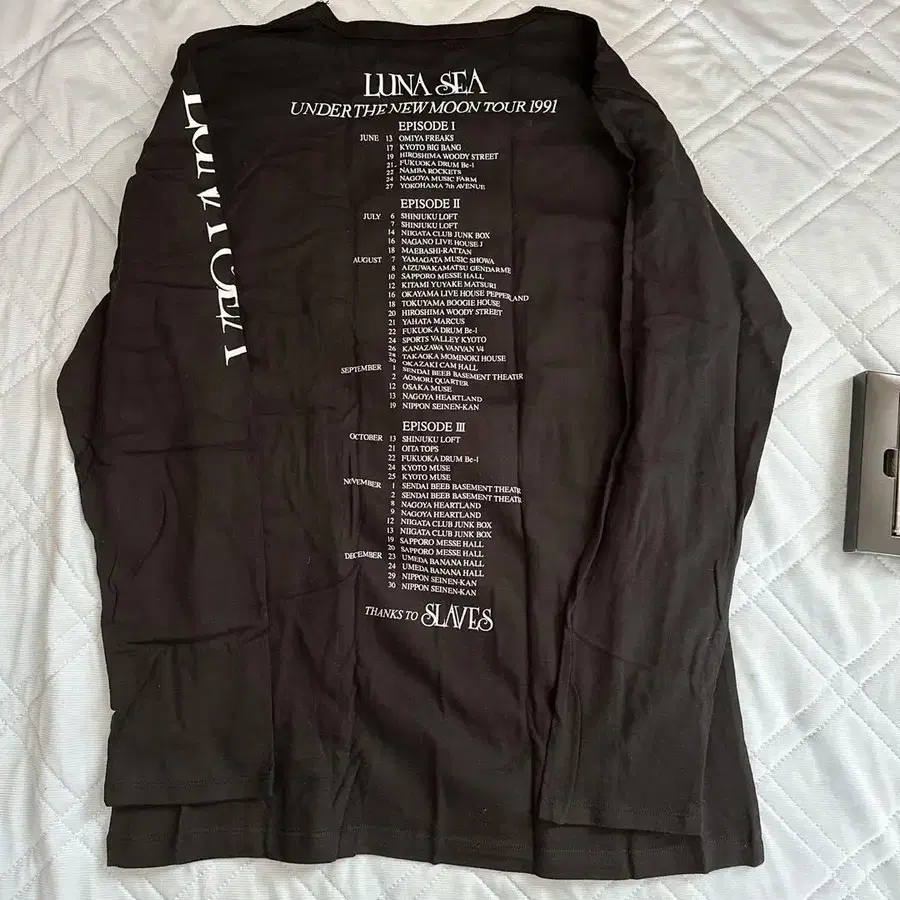 LUNA SEA
UNDER THE NEW MOON TOUR 1991
EPISODE I
JUNE 13 OMIYA FREAKS
17 KYOTO BIG BANG
19 HIROSHIMA WOODY STREET
21 FUKUOKA DRUM Be-1
22 NAMBA ROCKETS
24 NAGOYA MUSIC FARM
27 YOKOHAMA 7th AVENUE
EPISODE II
JULY 6 SHINJUKU LOFT
7 SHINJUKU LOFT
14 NIIGATA CLUB JUNK BOX
16 NAGANO LIVE HOUSE J
18 MAEBASHI-RATTAN
AUGUST 7 YAMAGATA MUSIC SHOWA
8 AIZUWAKAMATSU GENDARME
10 SAPPORO MESSE HALL
12 KITAMI YUYAKE MATSURI
16 OKAYAMA LIVE HOUSE PEPPERLAND
18 TOKUYAMA BOOGIE HOUSE
20 HIROSHIMA WOODY STREET
21 YAHATA MARCUS
22 FUKUOKA DRUM Be-1
24 SPORTS VALLEY KYOTO
26 KANAZAWA VANVAN V4
28 TAKAOKA MOMINOKI HOUSE
30 OKAZAKI CAM HALL
SEPTEMBER 1 SENDAI BEEB BASEMENT THEATR
2 AOMORI QUARTER
12 OSAKA MUSE
13 NAGOYA HEARTLAND
19 NIPPON SEINEN-KAN
EPISODE III
OCTOBER 13 SHINJUKU LOFT
21 OITA TOPS
22 FUKUOKA DRUM Be-1
24 KYOTO MUSE
25 KYOTO MUSE
NOVEMBER 1 SENDAI BEEB BASEMENT THEATR
2 SENDAI BEEB BASEMENT THEATR
8 NAGOYA HEARTLAND
9 NAGOYA HEARTLAND
12 NIIGATA CLUB JUNK BOX
13 NIIGATA CLUB JUNK BOX
19 SAPPORO MESSE HALL
20 SAPPORO MESSE HALL
DECEMBER 23 UMEDA BANANA HALL
24 UMEDA BANANA HALL
29 NIPPON SEINEN-KAN
30 NIPPON SEINEN-KAN
THANKS TO SLAVES